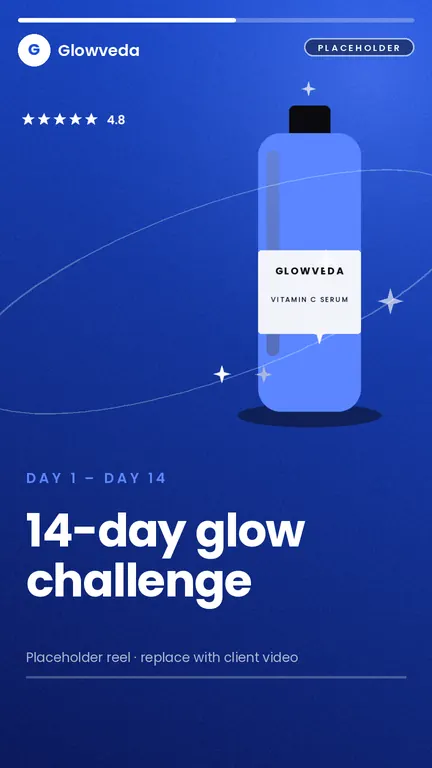 G Glowveda
PLACEHOLDER
★★★★★ 4.8
GLOWVEDA
VITAMIN C SERUM
DAY 1 – DAY 14
14-day glow
challenge
Placeholder reel · replace with client video